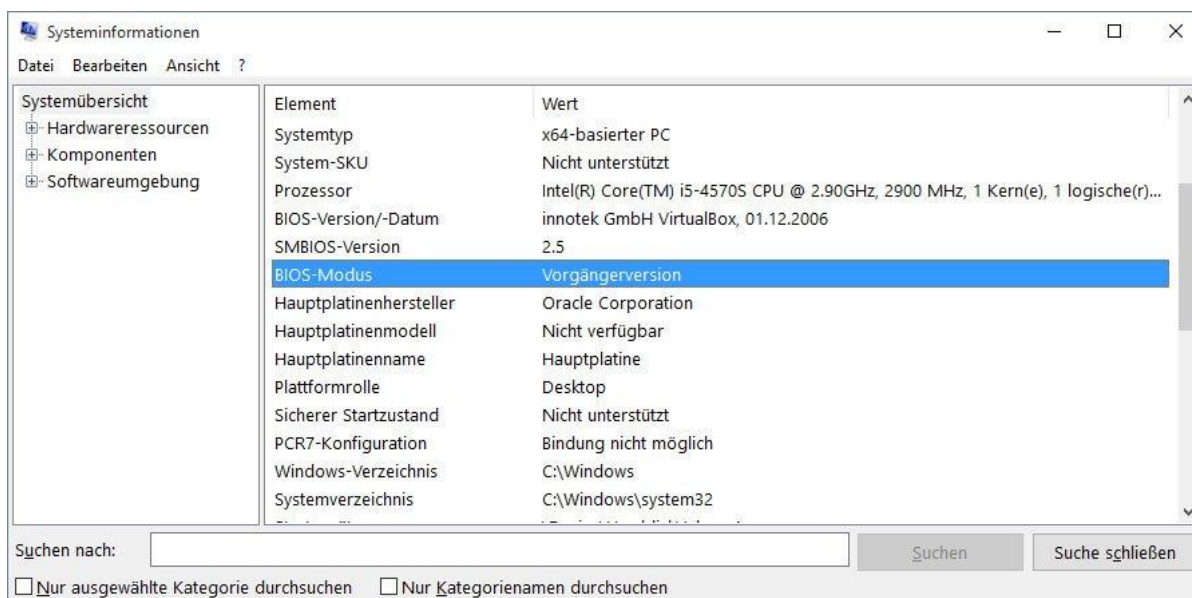 Systeminformationen
Datei Bearbeiten Ansicht ?
Systemübersicht
Hardwareressourcen
Komponenten
Softwareumgebung
Element Wert
Systemtyp x64-basierter PC
System-SKU Nicht unterstützt
Prozessor Intel(R) Core(TM) i5-4570S CPU @ 2.90GHz, 2900 MHz, 1 Kern(e), 1 logische(r)...
BIOS-Version/-Datum innotek GmbH VirtualBox, 01.12.2006
SMBIOS-Version 2.5
BIOS-Modus Vorgängerversion
Hauptplatinenhersteller Oracle Corporation
Hauptplatinenmodell Nicht verfügbar
Hauptplatinenname Hauptplatine
Plattformrolle Desktop
Sicherer Startzustand Nicht unterstützt
PCR7-Konfiguration Bindung nicht möglich
Windows-Verzeichnis C:\Windows
Systemverzeichnis C:\Windows\system32
Suchen nach: Suchen Suche schließen
Nur ausgewählte Kategorie durchsuchen Nur Kategorienamen durchsuchen